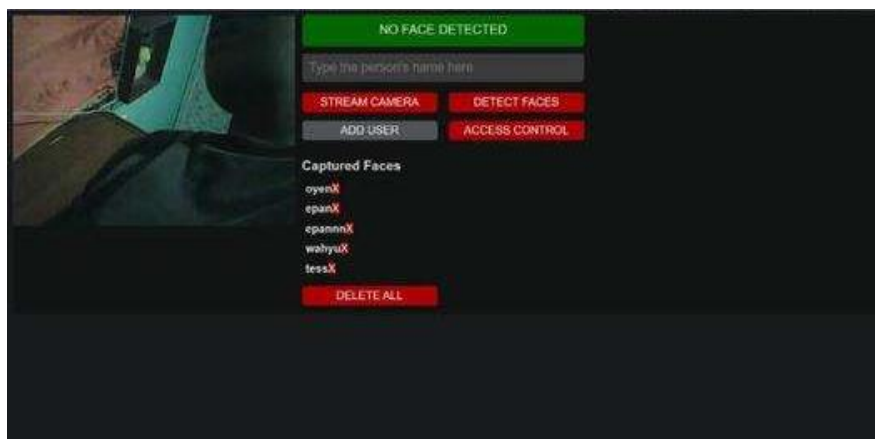 NO FACE DETECTED
Type the person's name here
STREAM CAMERA DETECT FACES
ADD USER ACCESS CONTROL
Captured Faces
oyenX
epanX
epannnX
wahyuX
tessX
DELETE ALL